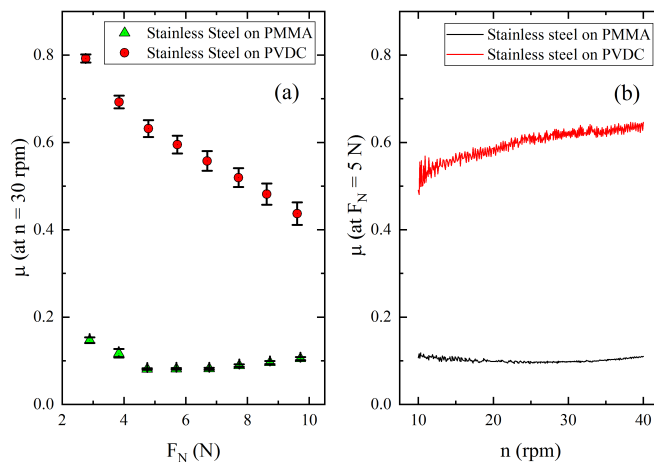 Stainless Steel on PMMA
Stainless Steel on PVDC
(a)
0.8
0.6
0.4
0.2
0.0
2
4
6
8
10
F_N (N)
μ (at n = 30 rpm)
Stainless steel on PMMA
Stainless steel on PVDC
(b)
0.8
0.6
0.4
0.2
0.0
10
20
30
40
n (rpm)
μ (at F_N = 5 N)